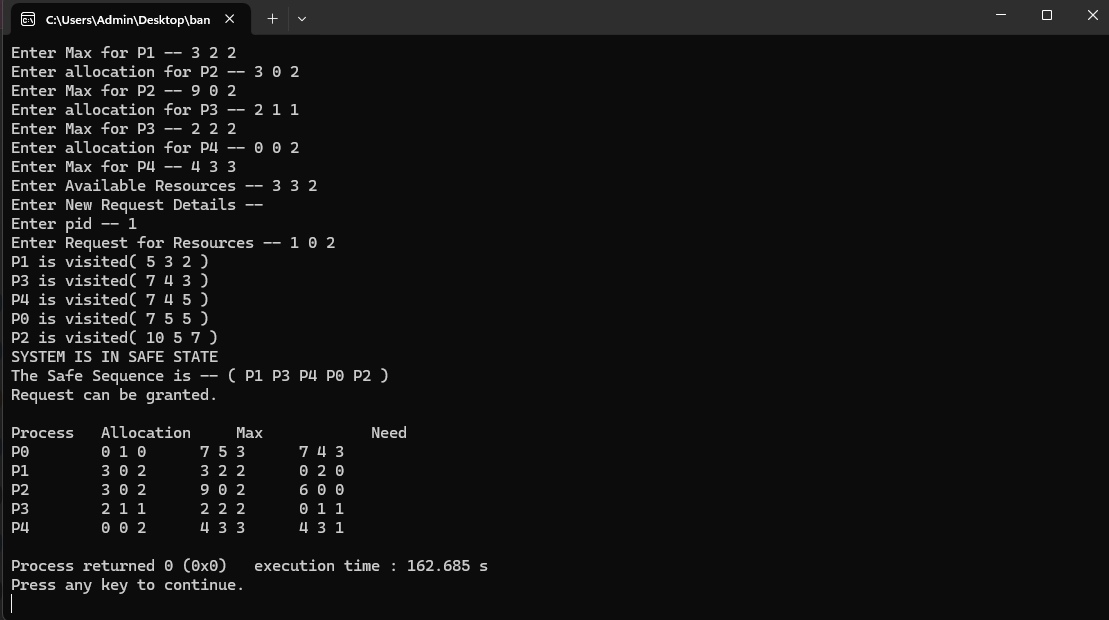 C:\Users\Admin\Desktop\ban
Enter Max for P1 -- 3 2 2
Enter allocation for P2 -- 3 0 2
Enter Max for P2 -- 9 0 2
Enter allocation for P3 -- 2 1 1
Enter Max for P3 -- 2 2 2
Enter allocation for P4 -- 0 0 2
Enter Max for P4 -- 4 3 3
Enter Available Resources -- 3 3 2
Enter New Request Details --
Enter pid -- 1
Enter Request for Resources -- 1 0 2
P1 is visited( 5 3 2 )
P3 is visited( 7 4 3 )
P4 is visited( 7 4 5 )
P0 is visited( 7 5 5 )
P2 is visited( 10 5 7 )
SYSTEM IS IN SAFE STATE
The Safe Sequence is -- ( P1 P3 P4 P0 P2 )
Request can be granted.
Process   Allocation     Max            Need
P0        0 1 0      7 5 3      7 4 3
P1        3 0 2      3 2 2      0 2 0
P2        3 0 2      9 0 2      6 0 0
P3        2 1 1      2 2 2      0 1 1
P4        0 0 2      4 3 3      4 3 1
Process returned 0 (0x0)   execution time : 162.685 s
Press any key to continue.